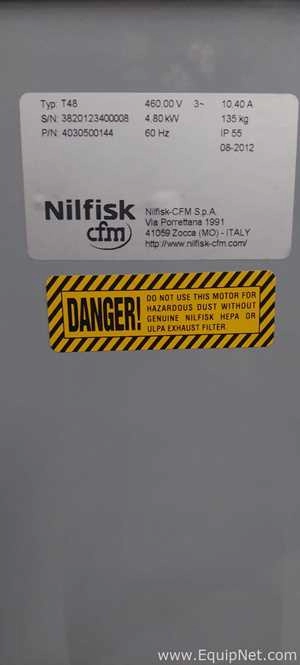 Typ: T48 460.00 V 3~ 10.40 A
S/N: 3820123400008 4.80 kW 135 kg
P/N: 4030500144 60 Hz IP 55
08-2012
Nilfisk
cfm
Nilfisk-CFM S.p.A.
Via Porrettana 1991
41059 Zocca (MO) - ITALY
http://www.nilfisk-cfm.com/
DANGER!
DO NOT USE THIS MOTOR FOR
HAZARDOUS DUST WITHOUT
GENUINE NILFISK HEPA OR
ULPA EXHAUST FILTER.
www.EquipNet.com